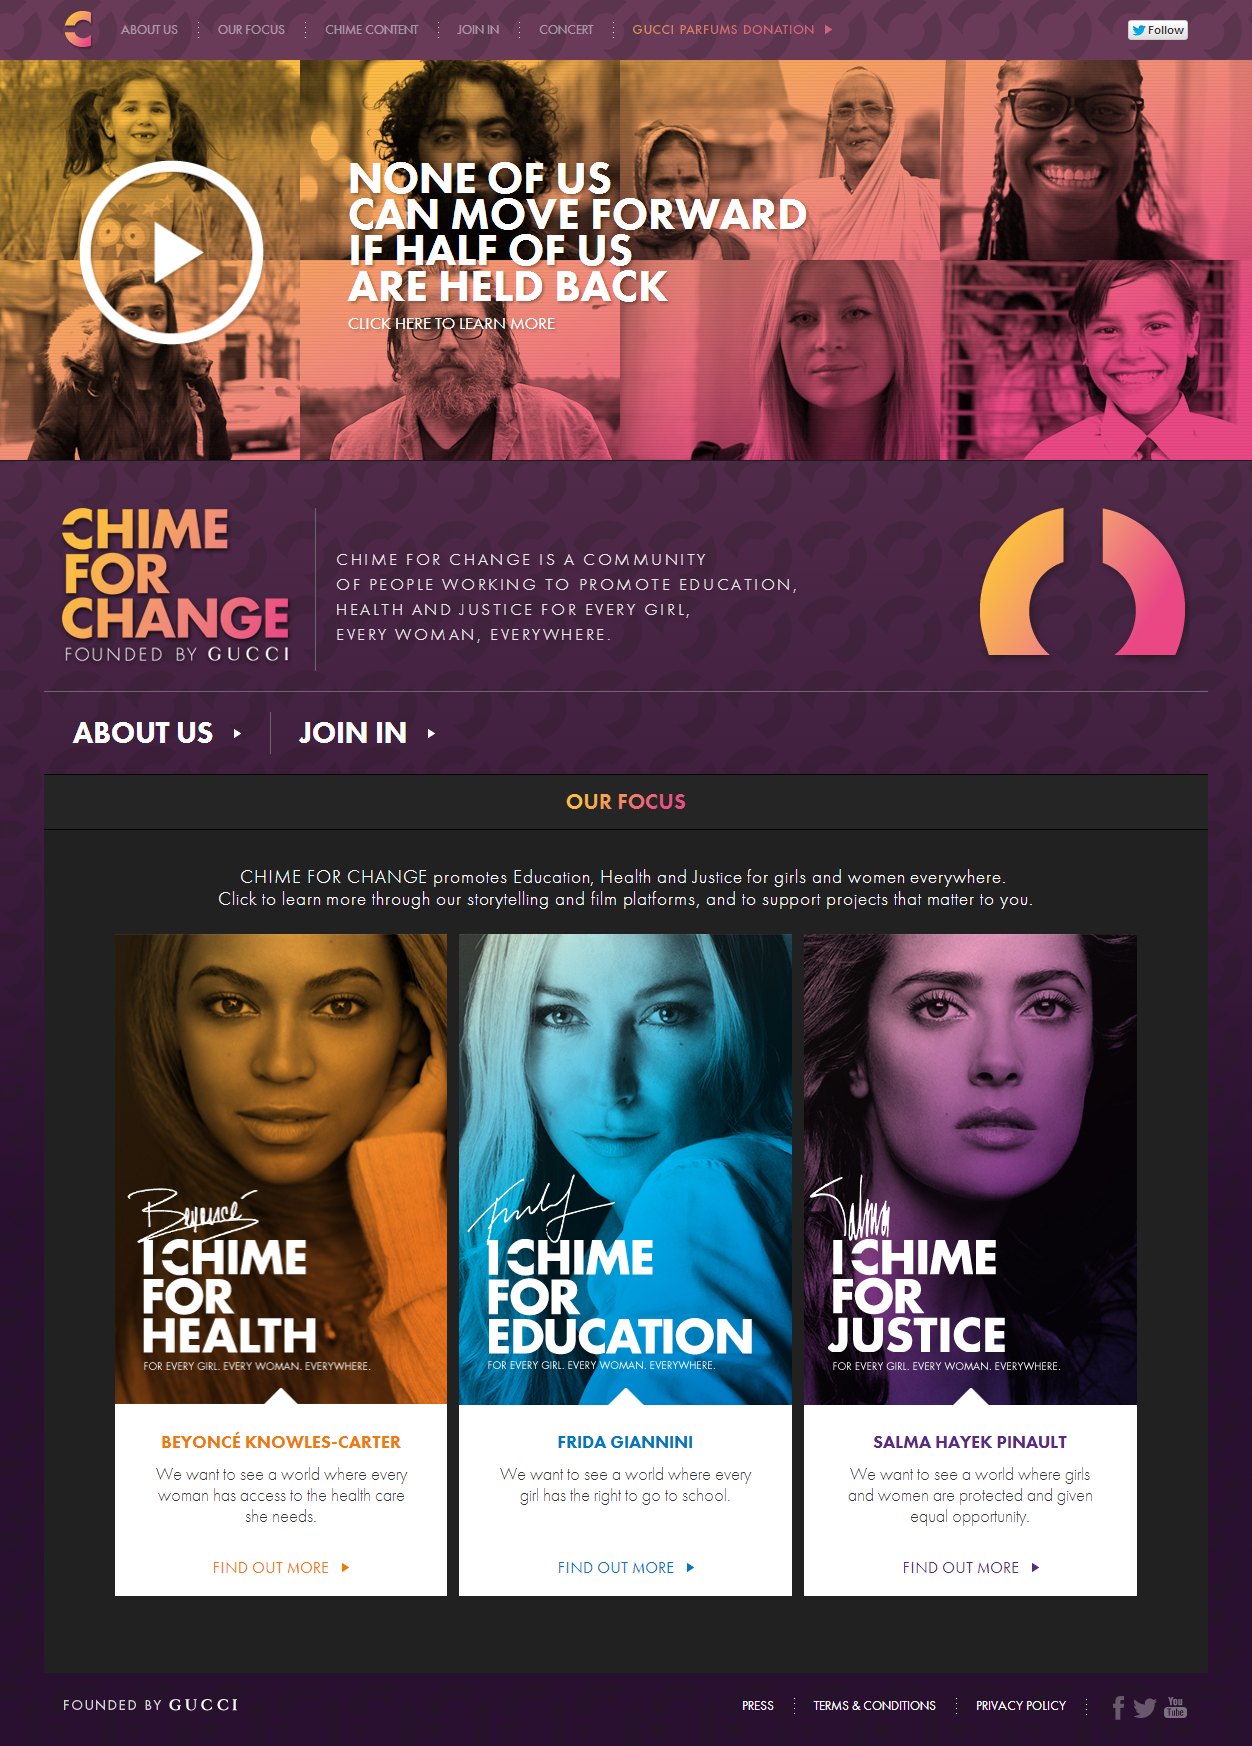 ABOUT US
OUR FOCUS
CHIME CONTENT
JOIN IN
CONCERT
GUCCI PARFUMS DONATION
Follow
NONE OF US
CAN MOVE FORWARD
IF HALF OF US
ARE HELD BACK
CLICK HERE TO LEARN MORE
CHIME
FOR
CHANGE
FOUNDED BY GUCCI
CHIME FOR CHANGE IS A COMMUNITY
OF PEOPLE WORKING TO PROMOTE EDUCATION,
HEALTH AND JUSTICE FOR EVERY GIRL,
EVERY WOMAN, EVERYWHERE.
ABOUT US
JOIN IN
OUR FOCUS
CHIME FOR CHANGE promotes Education, Health and Justice for girls and women everywhere.
Click to learn more through our storytelling and film platforms, and to support projects that matter to you.
Beyoncé
I CHIME
FOR
HEALTH
FOR EVERY GIRL. EVERY WOMAN. EVERYWHERE.
BEYONCÉ KNOWLES-CARTER
We want to see a world where every
woman has access to the health care
she needs.
FIND OUT MORE
I CHIME
FOR
EDUCATION
FOR EVERY GIRL. EVERY WOMAN. EVERYWHERE.
FRIDA GIANNINI
We want to see a world where every
girl has the right to go to school.
FIND OUT MORE
Salma
I CHIME
FOR
JUSTICE
FOR EVERY GIRL. EVERY WOMAN. EVERYWHERE.
SALMA HAYEK PINAULT
We want to see a world where girls
and women are protected and given
equal opportunity.
FIND OUT MORE
FOUNDED BY GUCCI
PRESS
TERMS & CONDITIONS
PRIVACY POLICY
You
Tube